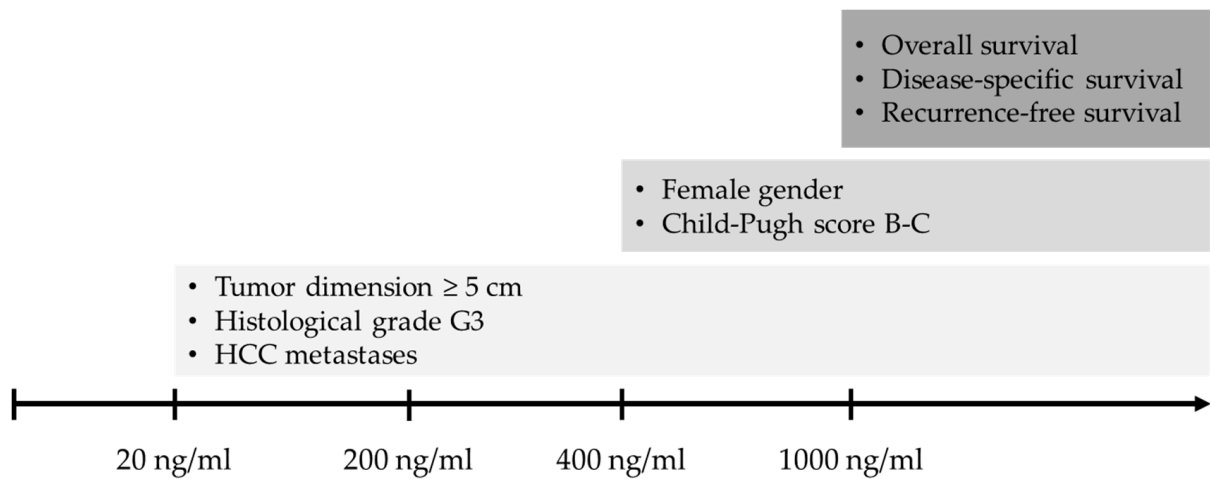 • Overall survival
• Disease-specific survival
• Recurrence-free survival
• Female gender
• Child-Pugh score B-C
• Tumor dimension ≥ 5 cm
• Histological grade G3
• HCC metastases
20 ng/ml 200 ng/ml 400 ng/ml 1000 ng/ml